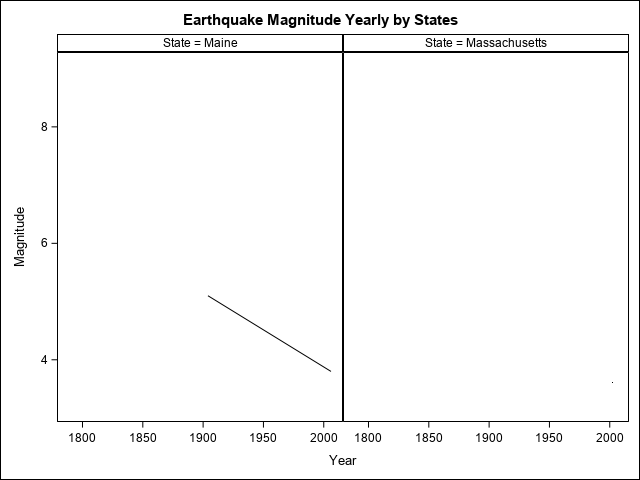 Earthquake Magnitude Yearly by States
State = Maine
State = Massachusetts
8
6
4
Magnitude
1800 1850 1900 1950 2000
1800 1850 1900 1950 2000
Year